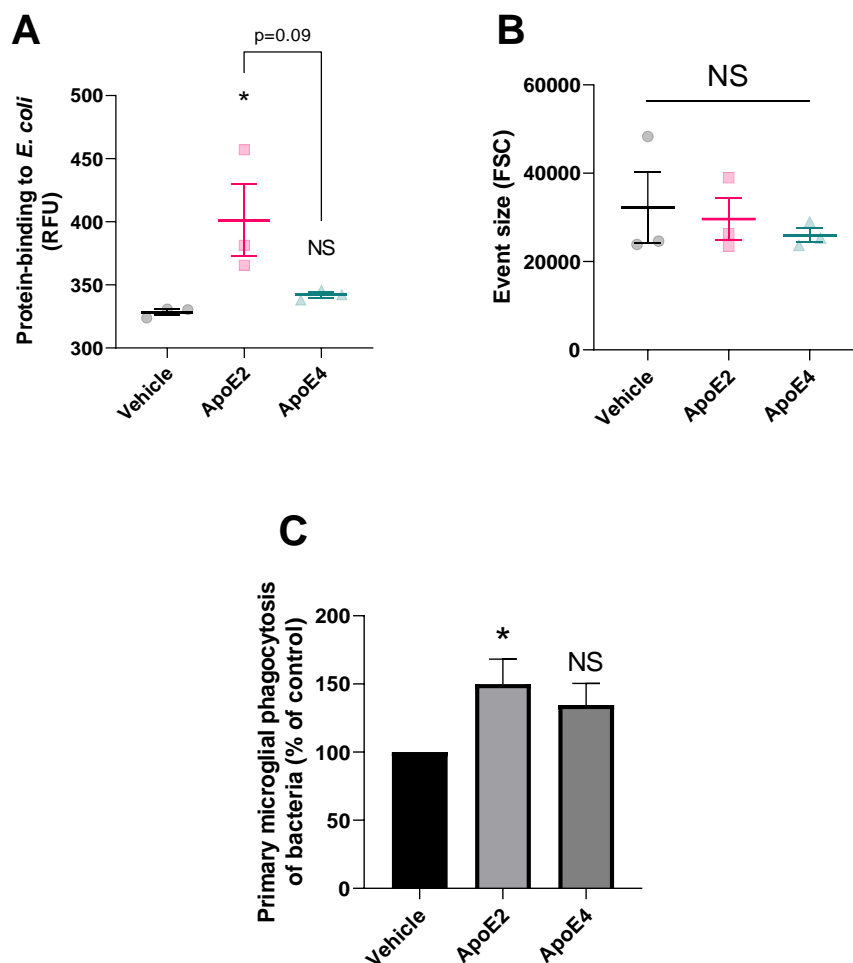 A
p=0.09
Protein-binding to E. coli
(RFU)
500
450
400
350
300
*
NS
Vehicle
ApoE2
ApoE4
B
NS
Event size (FSC)
60000
40000
20000
0
Vehicle
ApoE2
ApoE4
C
Primary microglial phagocytosis
of bacteria (% of control)
200
150
100
50
0
*
NS
Vehicle
ApoE2
ApoE4